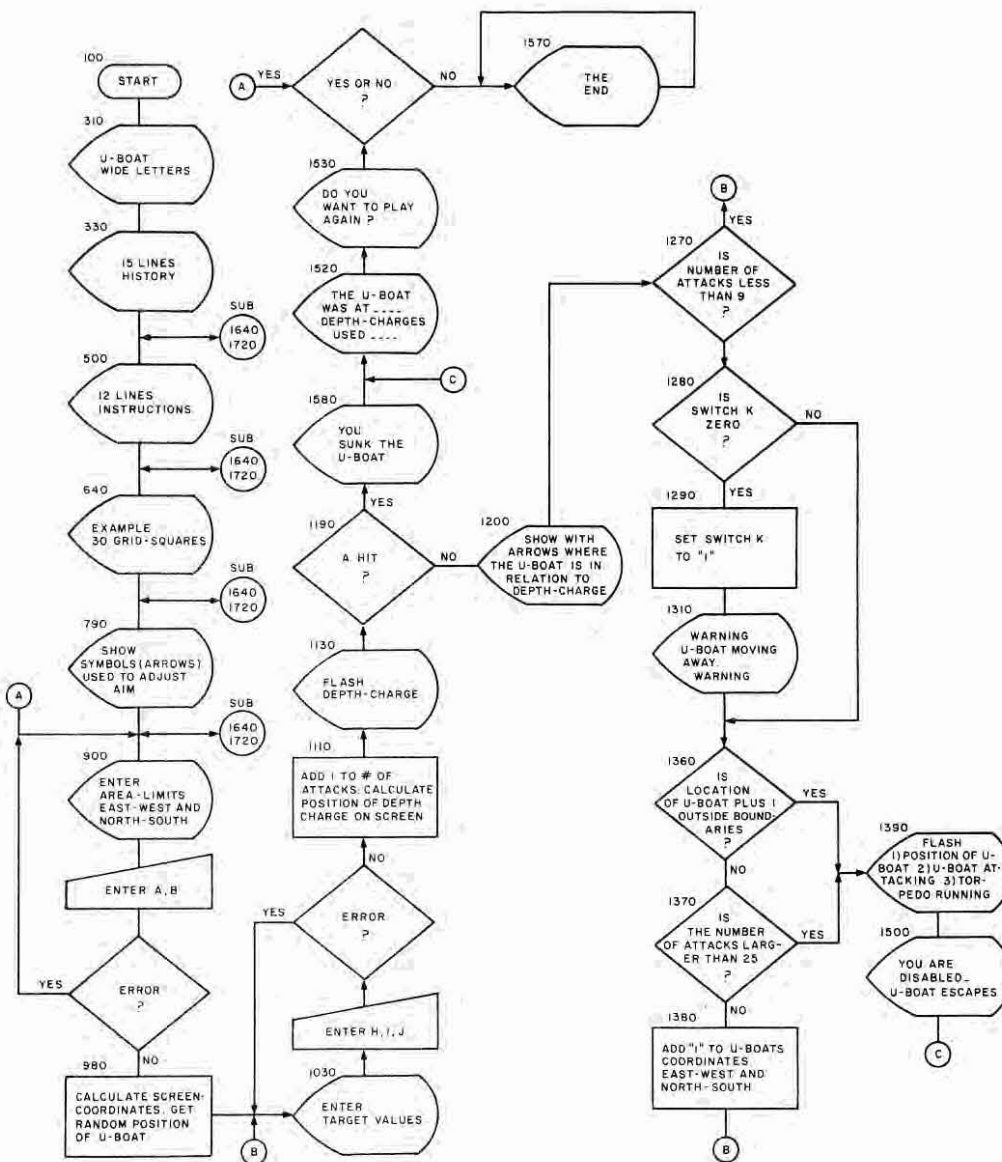 100
START
310
U-BOAT
WIDE LETTERS
330
15 LINES
HISTORY
SUB
1640
1720
500
12 LINES
INSTRUCTIONS
SUB
1640
1720
640
EXAMPLE
30 GRID-SQUARES
SUB
1640
1720
790
SHOW
SYMBOLS (ARROWS)
USED TO ADJUST
AIM
A
SUB
1640
1720
900
ENTER
AREA-LIMITS
EAST-WEST AND
NORTH-SOUTH
ENTER A, B
YES
ERROR
?
NO
980
CALCULATE SCREEN-
COORDINATES, GET
RANDOM POSITION
OF U-BOAT
B
1030
ENTER
TARGET VALUES
ENTER H, I, J
YES
ERROR
?
NO
1110
ADD 1 TO # OF
ATTACKS: CALCULATE
POSITION OF DEPTH
CHARGE ON SCREEN
1130
FLASH
DEPTH-CHARGE
1190
A HIT
?
YES
NO
1580
YOU
SUNK THE
U-BOAT
C
1520
THE U-BOAT
WAS AT ____
DEPTH-CHARGES
USED ____
1530
DO YOU
WANT TO PLAY
AGAIN ?
A
YES
YES OR NO
?
NO
1570
THE
END
1200
SHOW WITH
ARROWS WHERE
THE U-BOAT IS IN
RELATION TO
DEPTH-CHARGE
B
YES
1270
IS
NUMBER OF
ATTACKS LESS
THAN 9
?
1280
IS
SWITCH K
ZERO
?
NO
YES
1290
SET SWITCH K
TO "1"
1310
WARNING
U-BOAT MOVING
AWAY.
WARNING
1360
IS
LOCATION
OF U-BOAT PLUS 1
OUTSIDE BOUND-
ARIES
?
YES
NO
1370
IS
THE NUMBER
OF ATTACKS LARG-
ER THAN 25
?
YES
NO
1380
ADD "1" TO U-BOATS
COORDINATES
EAST-WEST AND
NORTH-SOUTH
B
1390
FLASH
1) POSITION OF U-
BOAT 2) U-BOAT AT-
TACKING 3) TOR-
PEDO RUNNING
1500
YOU ARE
DISABLED_
U-BOAT ESCAPES
C